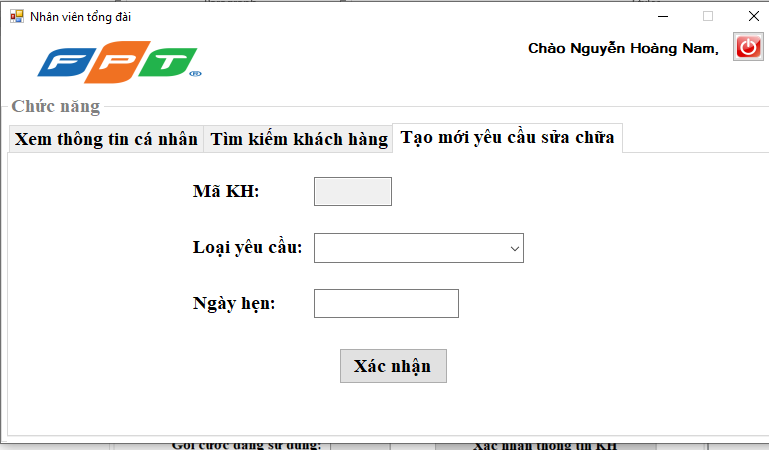 Nhân viên tổng đài
FPT®
Chào Nguyễn Hoàng Nam,
Chức năng
Xem thông tin cá nhân
Tìm kiếm khách hàng
Tạo mới yêu cầu sửa chữa
Mã KH:
Loại yêu cầu:
Ngày hẹn:
Xác nhận
Gói cước đang sử dụng:
Xác nhận thông tin KH